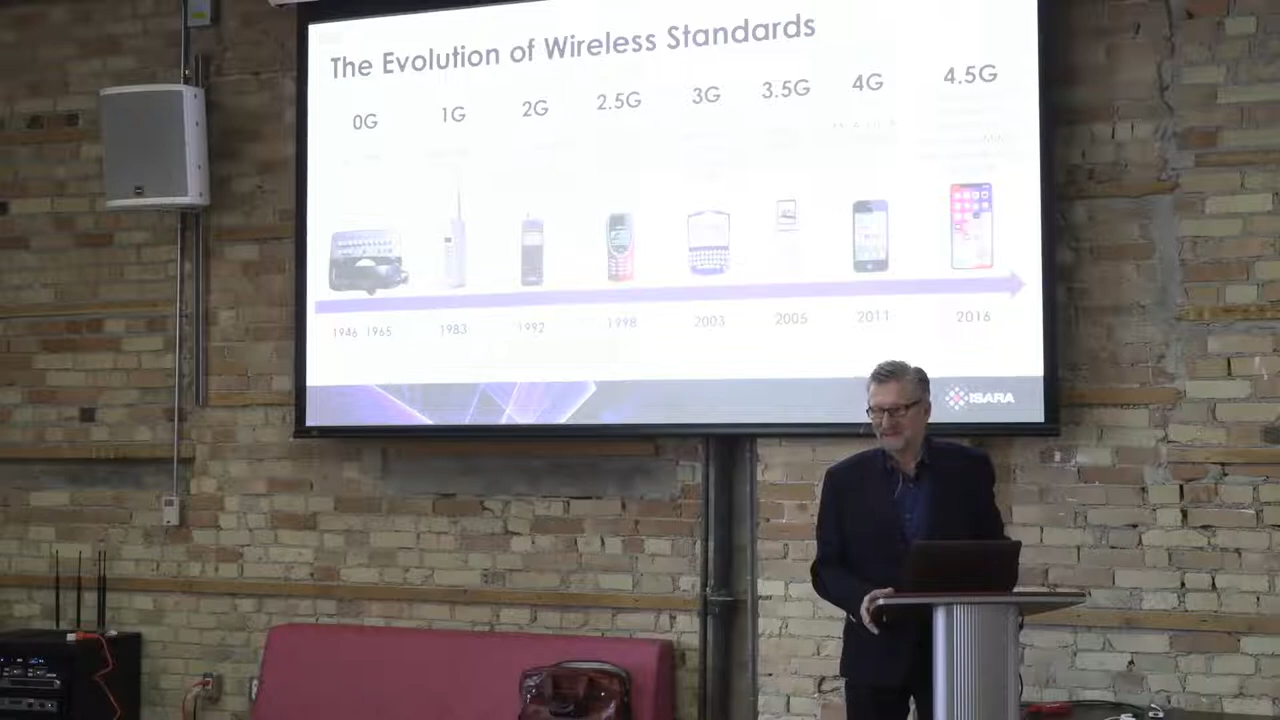 The Evolution of Wireless Standards
0G 1G 2G 2.5G 3G 3.5G 4G 4.5G
1946 1965 1983 1992 1998 2003 2005 2011 2016
ISARA